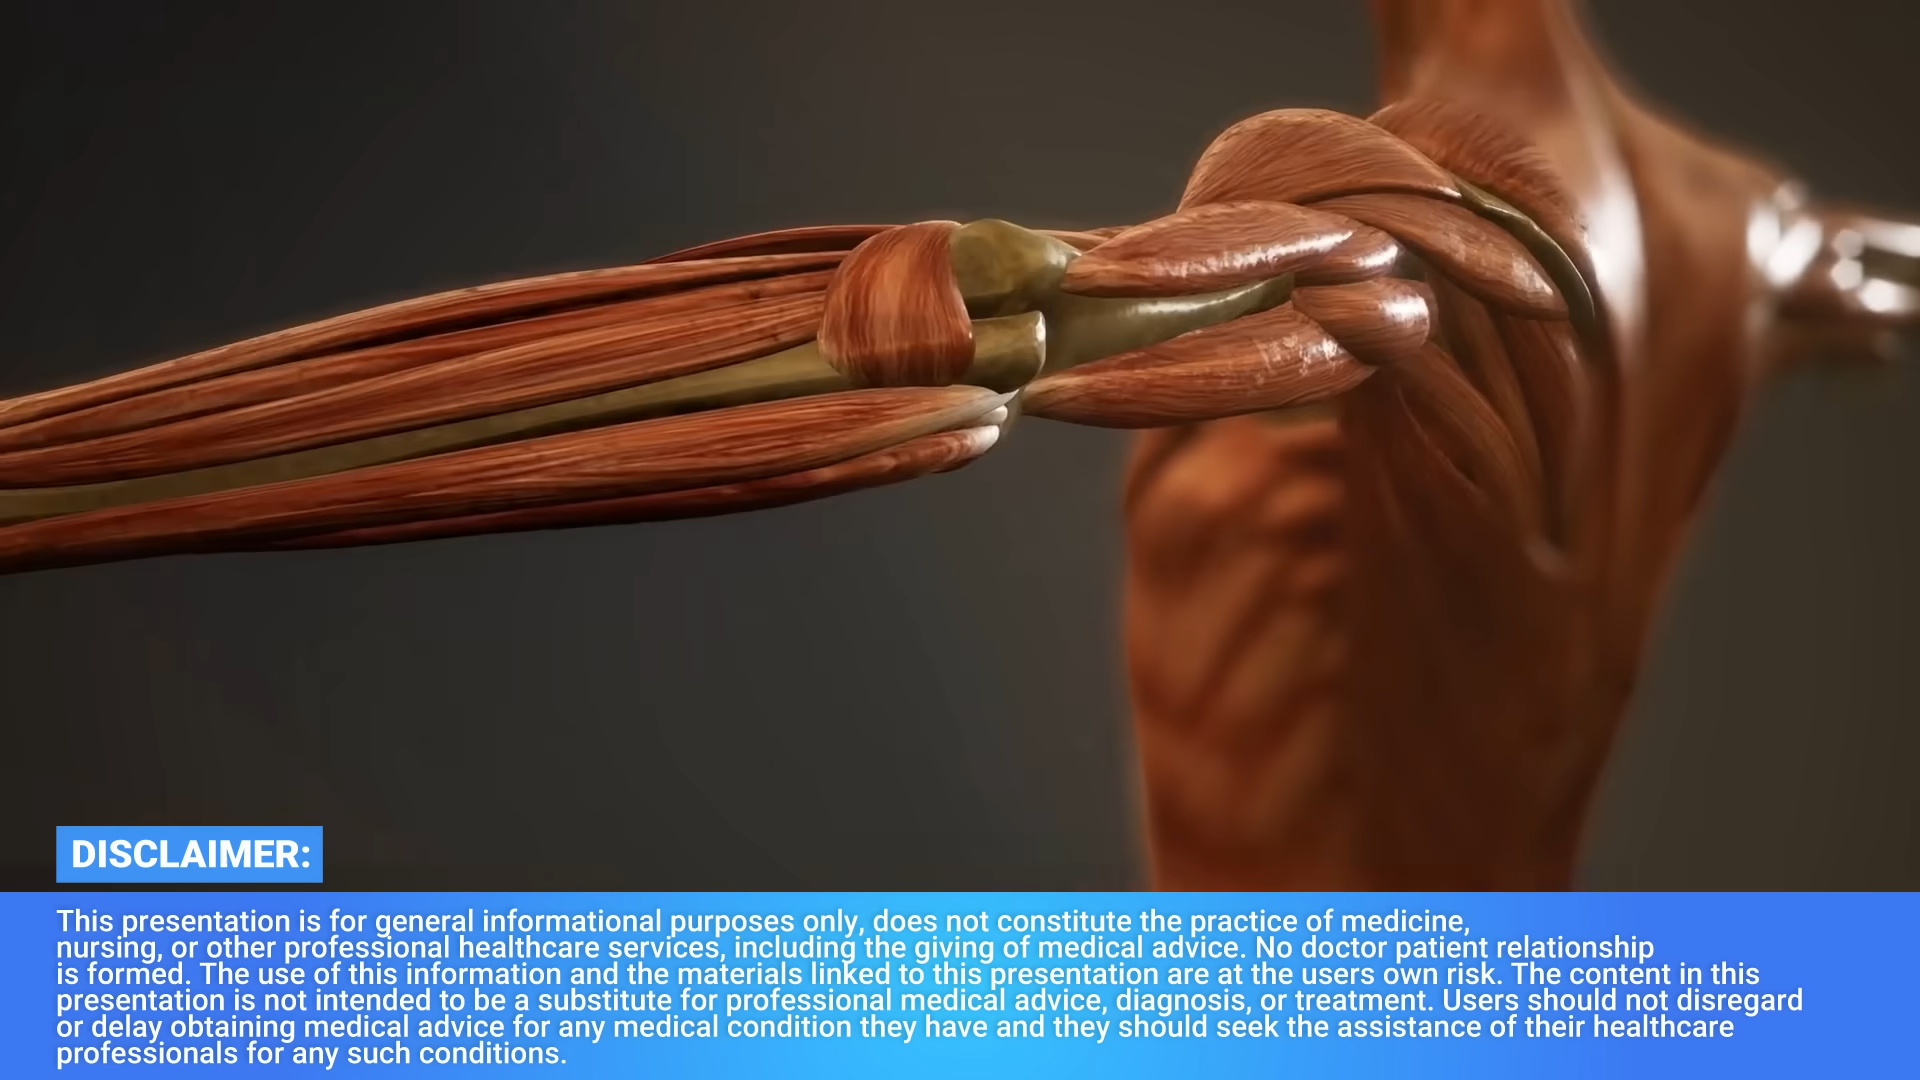 DISCLAIMER:
This presentation is for general informational purposes only, does not constitute the practice of medicine,
nursing, or other professional healthcare services, including the giving of medical advice. No doctor patient relationship
is formed. The use of this information and the materials linked to this presentation are at the users own risk. The content in this
presentation is not intended to be a substitute for professional medical advice, diagnosis, or treatment. Users should not disregard
or delay obtaining medical advice for any medical condition they have and they should seek the assistance of their healthcare
professionals for any such conditions.